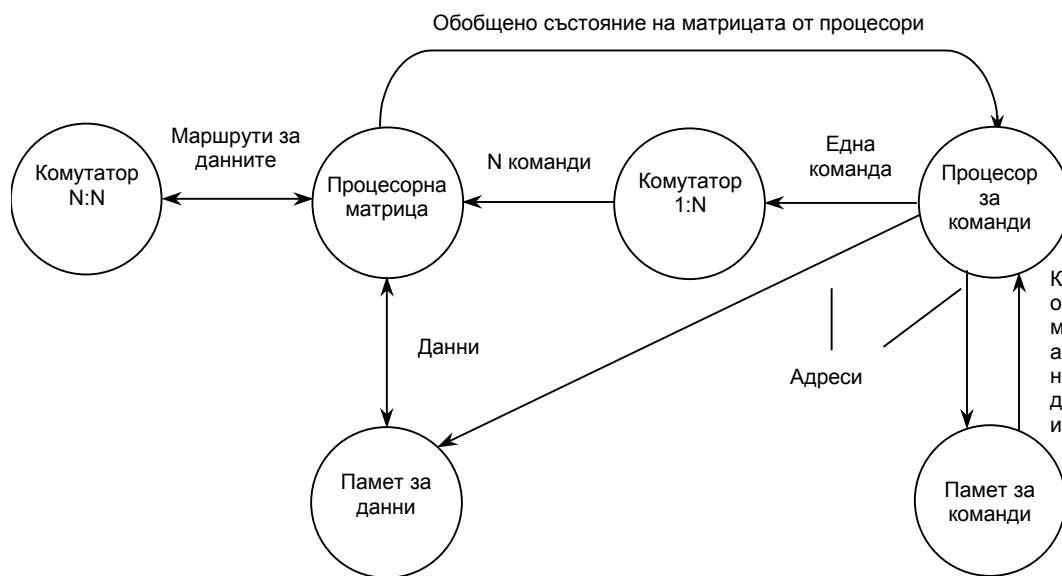 Обобщено състояние на матрицата от процесори
Маршрути за
данните
Комутатор
N:N
Процесорна
матрица
N команди
Комутатор
1:N
Една
команда
Процесор
за
команди
К
о
м
а
н
д
и
Данни
Адреси
Памет за
данни
Памет за
команди